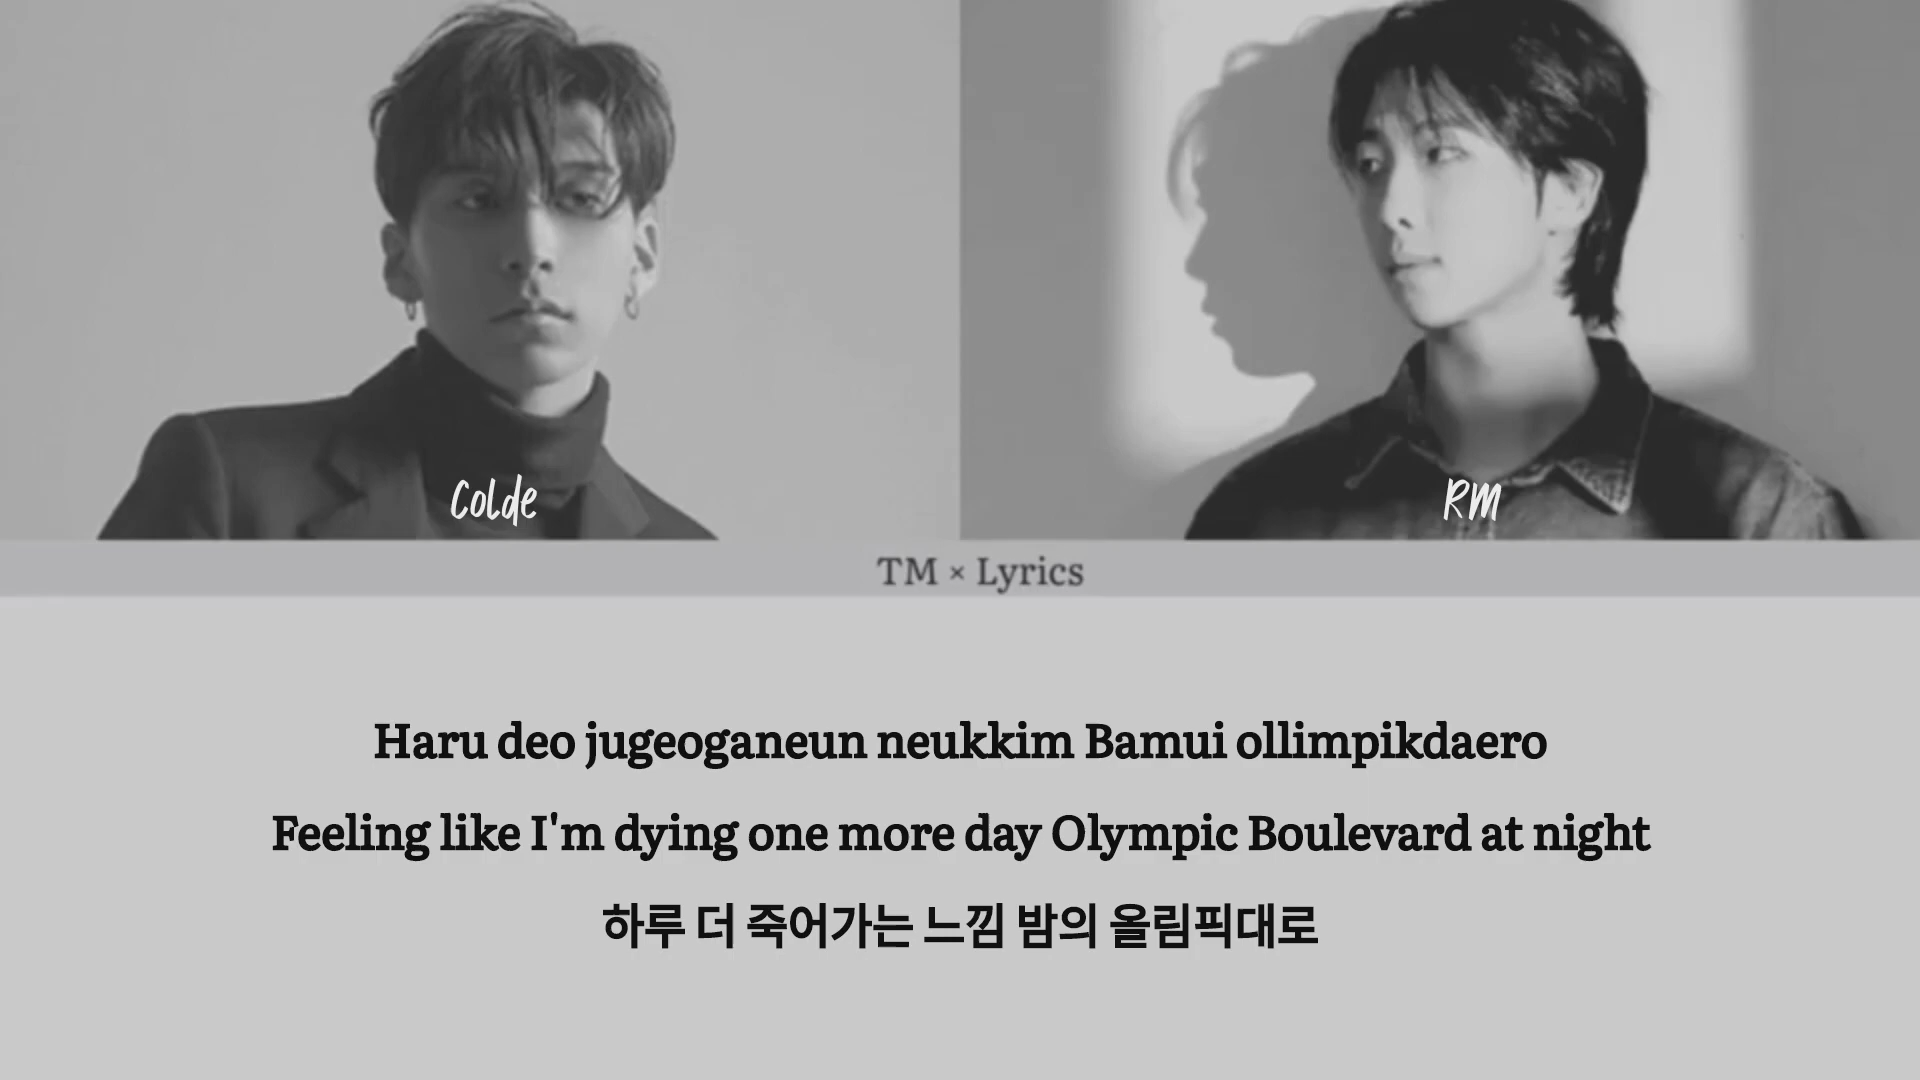 Colde
RM
TM × Lyrics
Haru deo jugeoganeun neukkim Bamui ollimpikdaero
Feeling like I'm dying one more day Olympic Boulevard at night
하루 더 죽어가는 느낌 밤의 올림픽대로